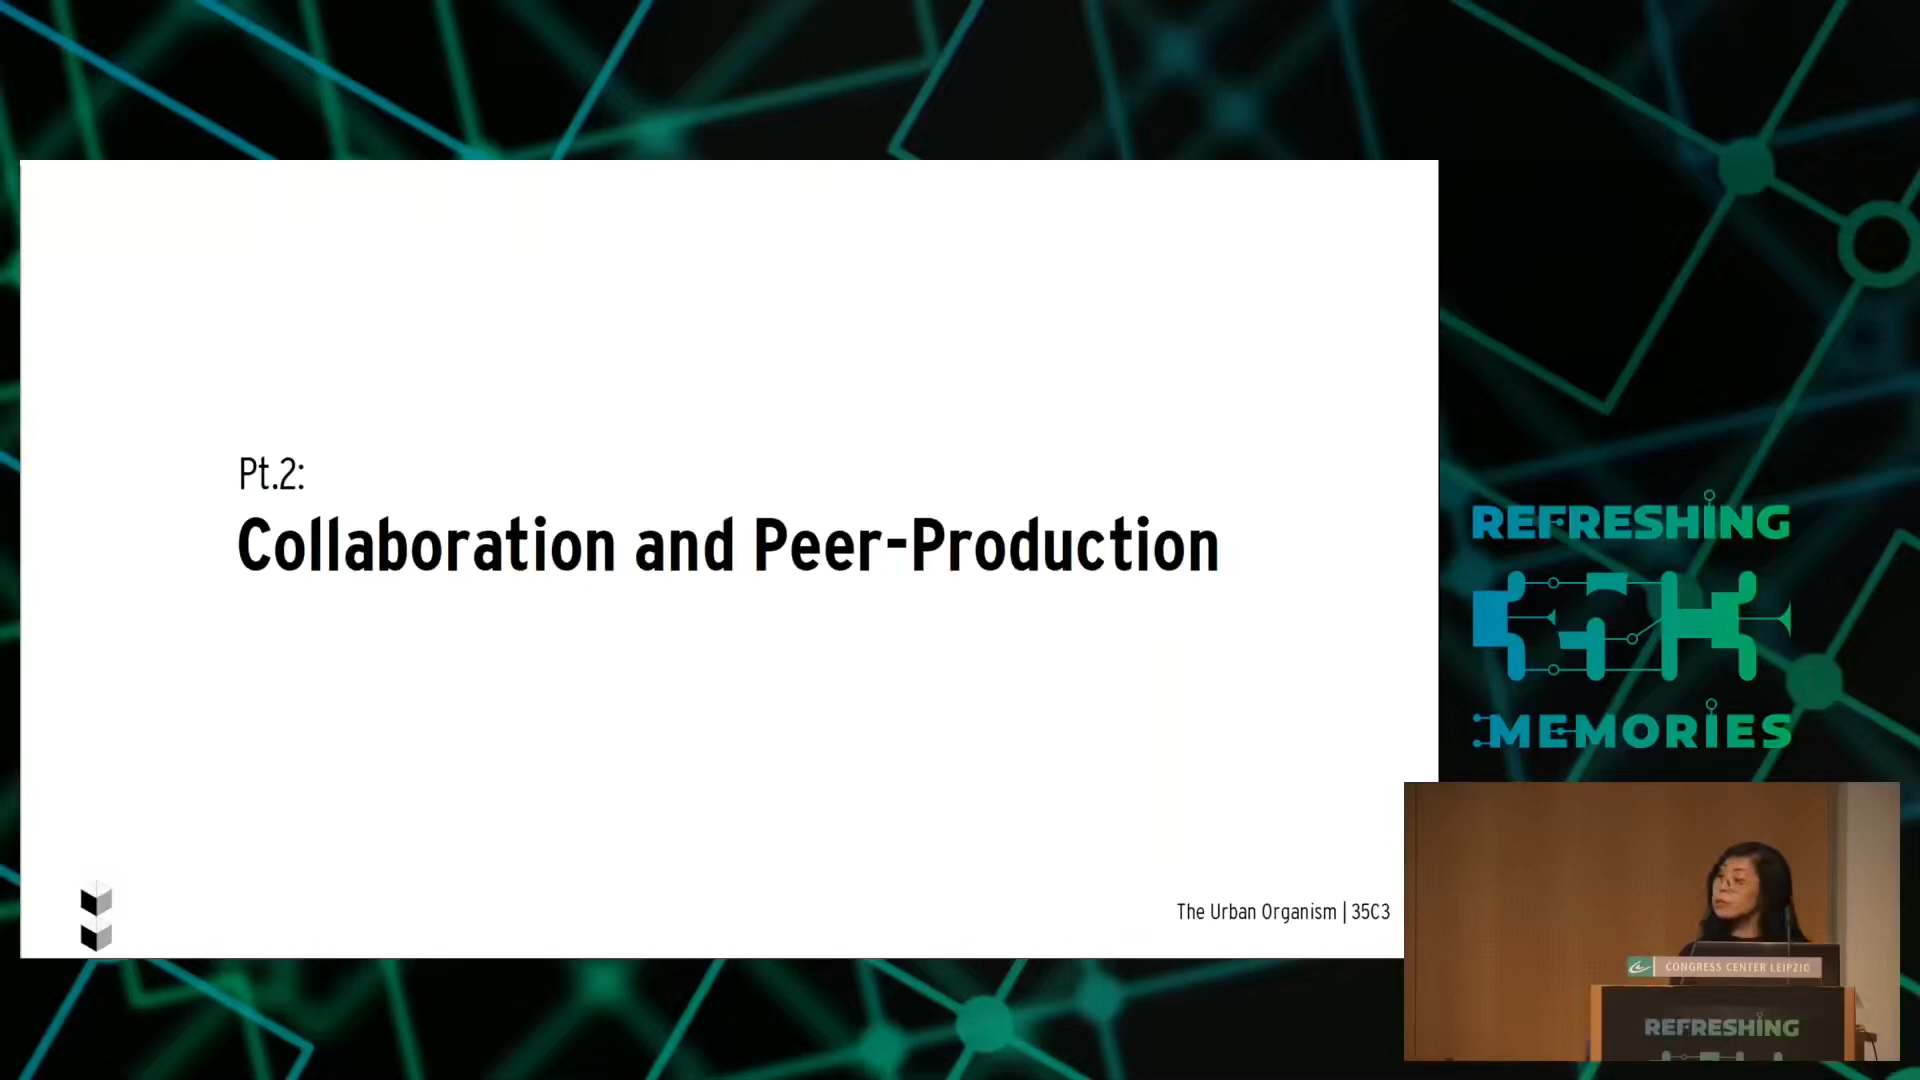 Pt.2:
Collaboration and Peer-Production
The Urban Organism | 35C3
REFRESHING
MEMORIES
CONGRESS CENTER LEIPZIG
REFRESHING